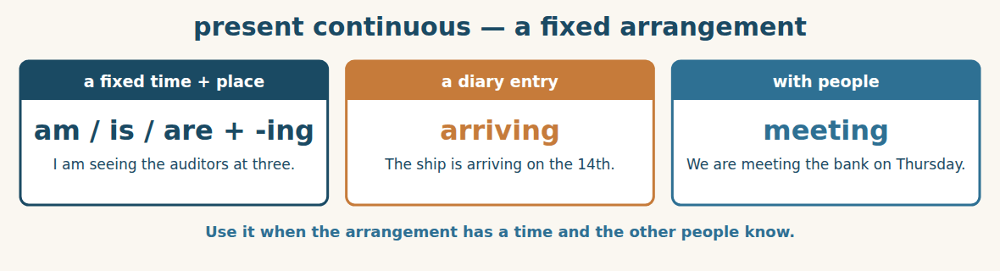 present continuous — a fixed arrangement
a fixed time + place
am / is / are + -ing
I am seeing the auditors at three.
a diary entry
arriving
The ship is arriving on the 14th.
with people
meeting
We are meeting the bank on Thursday.
Use it when the arrangement has a time and the other people know.